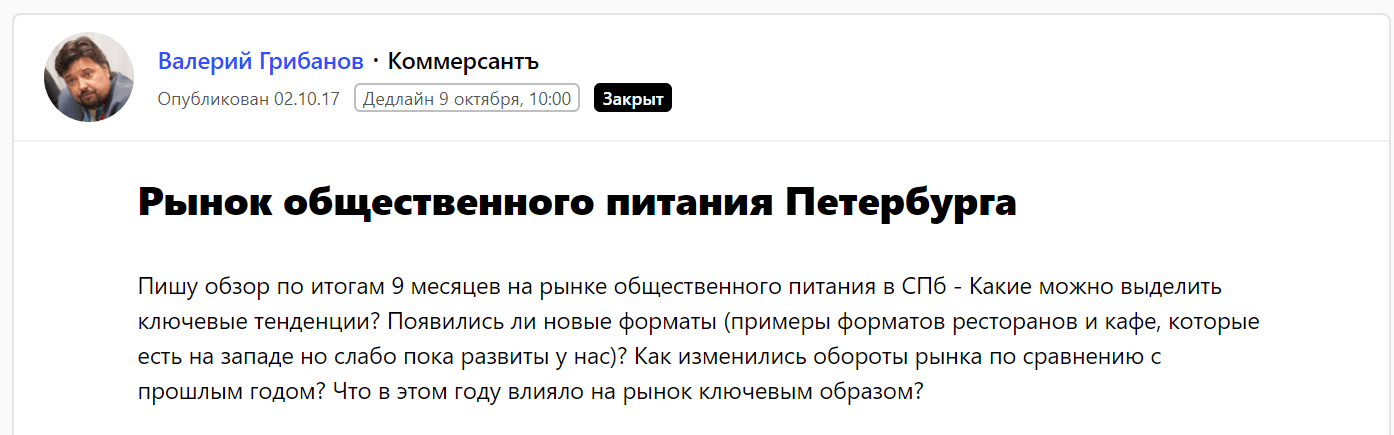 Валерий Грибанов · Коммерсантъ
Опубликован 02.10.17 Дедлайн 9 октября, 10:00 Закрыт
Рынок общественного питания Петербурга
Пишу обзор по итогам 9 месяцев на рынке общественного питания в СПб - Какие можно выделить
ключевые тенденции? Появились ли новые форматы (примеры форматов ресторанов и кафе, которые
есть на западе но слабо пока развиты у нас)? Как изменились обороты рынка по сравнению с
прошлым годом? Что в этом году влияло на рынок ключевым образом?